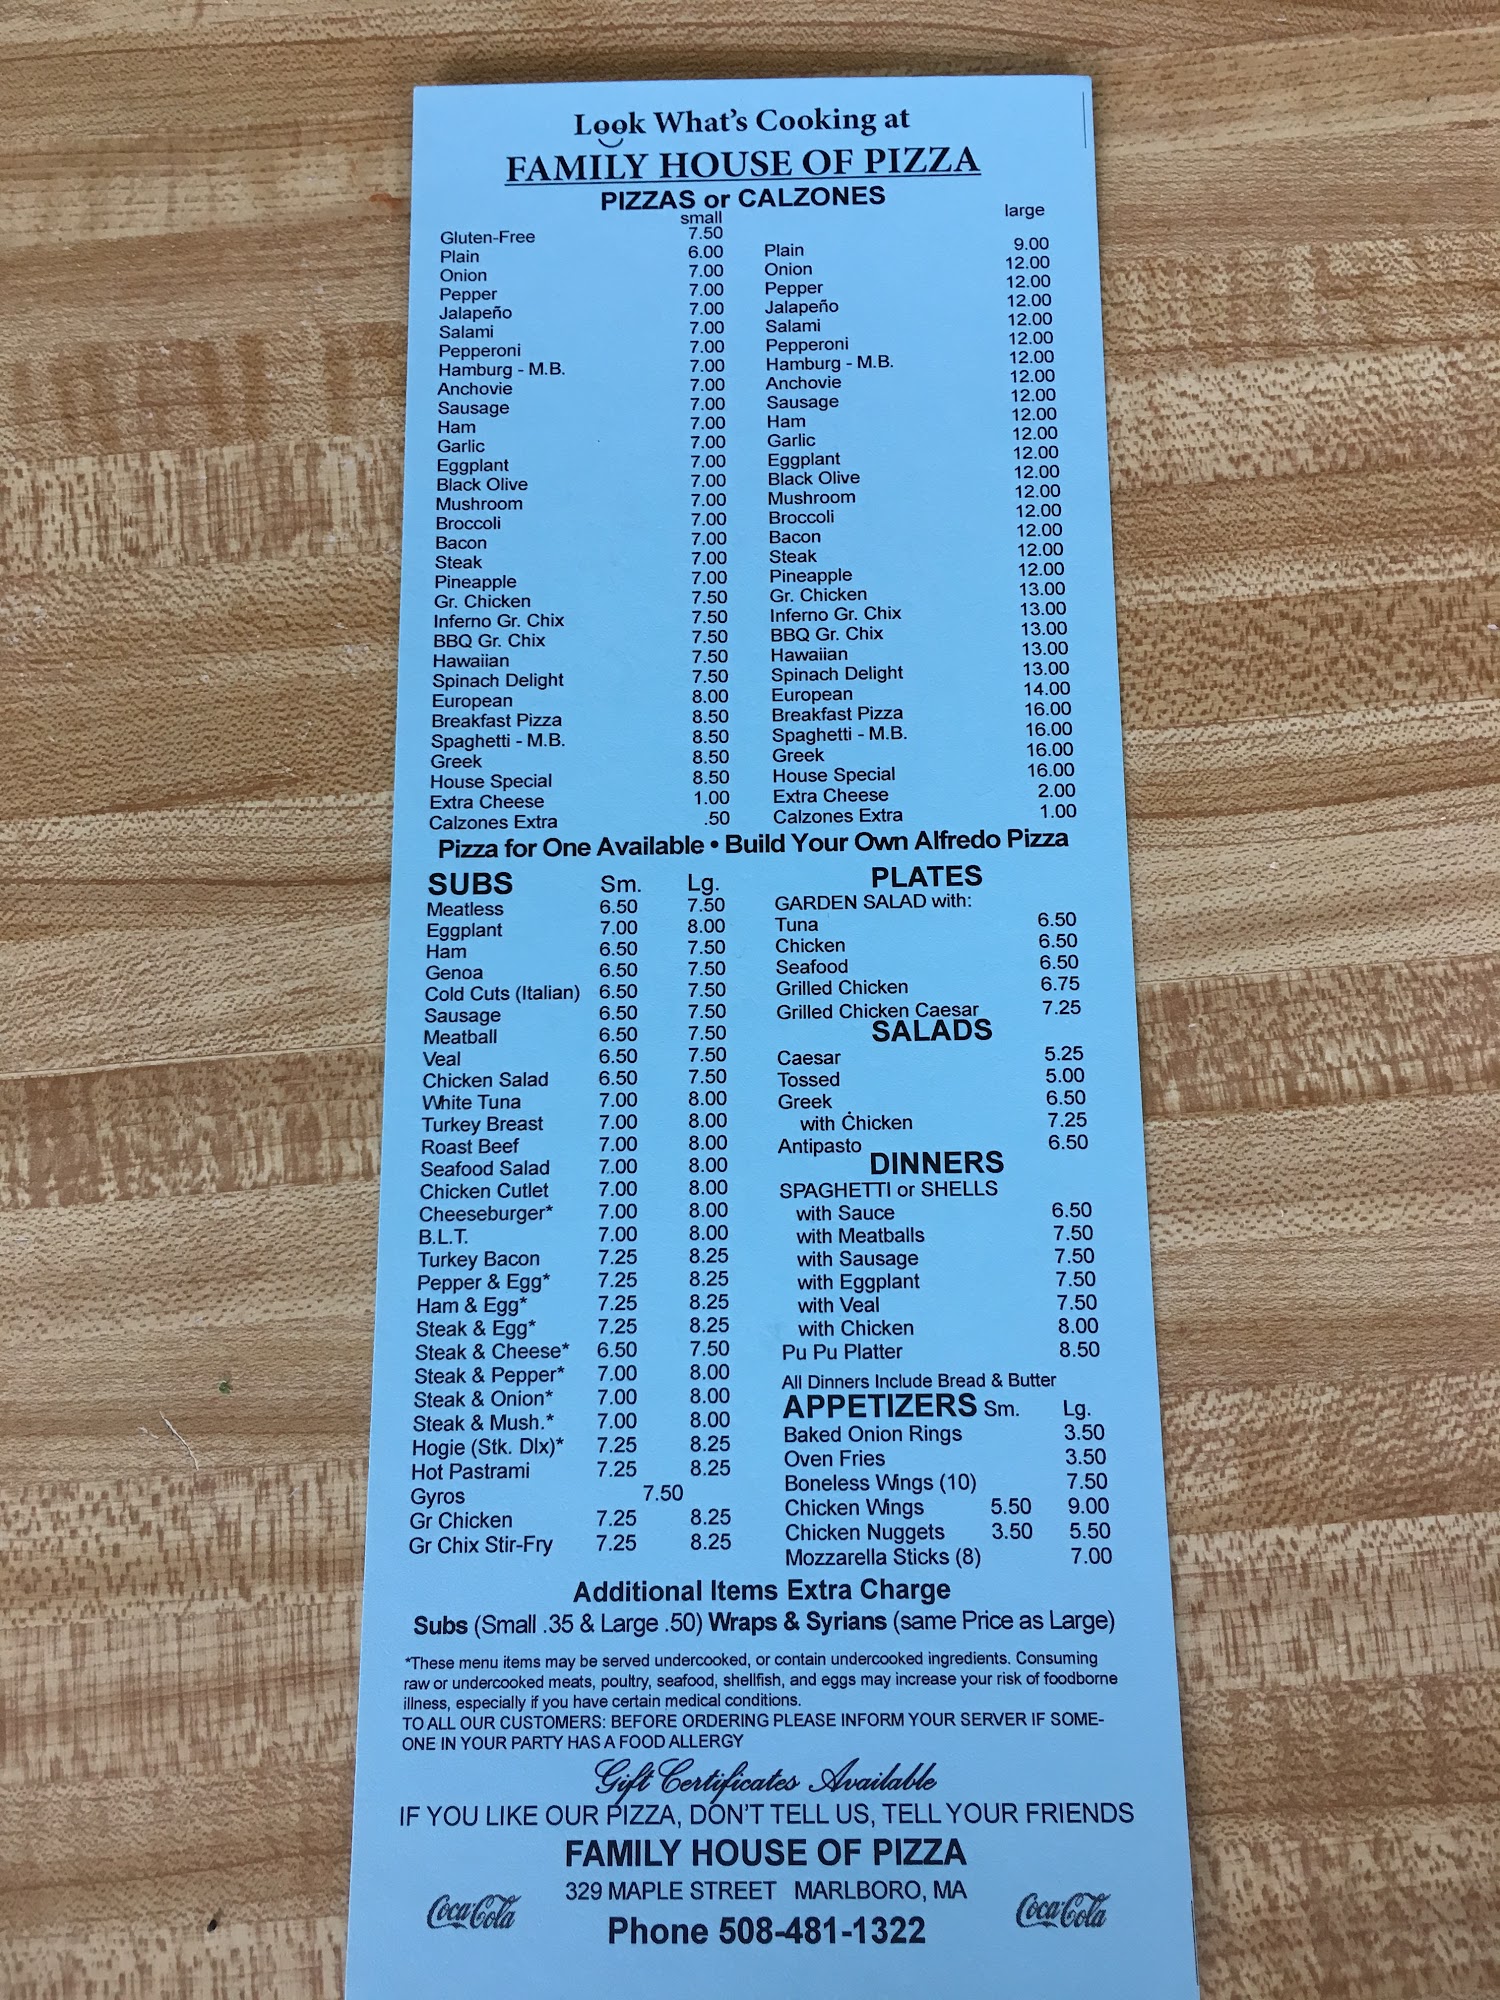 Look What's Cooking at
FAMILY HOUSE OF PIZZA
PIZZAS or CALZONES
small large
Gluten-Free 7.50
Plain 6.00 Plain 9.00
Onion 7.00 Onion 12.00
Pepper 7.00 Pepper 12.00
Jalapeño 7.00 Jalapeño 12.00
Salami 7.00 Salami 12.00
Pepperoni 7.00 Pepperoni 12.00
Hamburg - M.B. 7.00 Hamburg - M.B. 12.00
Anchovie 7.00 Anchovie 12.00
Sausage 7.00 Sausage 12.00
Ham 7.00 Ham 12.00
Garlic 7.00 Garlic 12.00
Eggplant 7.00 Eggplant 12.00
Black Olive 7.00 Black Olive 12.00
Mushroom 7.00 Mushroom 12.00
Broccoli 7.00 Broccoli 12.00
Bacon 7.00 Bacon 12.00
Steak 7.00 Steak 12.00
Pineapple 7.00 Pineapple 12.00
Gr. Chicken 7.50 Gr. Chicken 13.00
Inferno Gr. Chix 7.50 Inferno Gr. Chix 13.00
BBQ Gr. Chix 7.50 BBQ Gr. Chix 13.00
Hawaiian 7.50 Hawaiian 13.00
Spinach Delight 7.50 Spinach Delight 13.00
European 8.00 European 14.00
Breakfast Pizza 8.50 Breakfast Pizza 16.00
Spaghetti - M.B. 8.50 Spaghetti - M.B. 16.00
Greek 8.50 Greek 16.00
House Special 8.50 House Special 16.00
Extra Cheese 1.00 Extra Cheese 2.00
Calzones Extra .50 Calzones Extra 1.00
Pizza for One Available • Build Your Own Alfredo Pizza
SUBS Sm. Lg.
Meatless 6.50 7.50
Eggplant 7.00 8.00
Ham 6.50 7.50
Genoa 6.50 7.50
Cold Cuts (Italian) 6.50 7.50
Sausage 6.50 7.50
Meatball 6.50 7.50
Veal 6.50 7.50
Chicken Salad 6.50 7.50
White Tuna 7.00 8.00
Turkey Breast 7.00 8.00
Roast Beef 7.00 8.00
Seafood Salad 7.00 8.00
Chicken Cutlet 7.00 8.00
Cheeseburger* 7.00 8.00
B.L.T. 7.00 8.00
Turkey Bacon 7.25 8.25
Pepper & Egg* 7.25 8.25
Ham & Egg* 7.25 8.25
Steak & Egg* 7.25 8.25
Steak & Cheese* 6.50 7.50
Steak & Pepper* 7.00 8.00
Steak & Onion* 7.00 8.00
Steak & Mush.* 7.00 8.00
Hogie (Stk. Dlx)* 7.25 8.25
Hot Pastrami 7.25 8.25
Gyros 7.50
Gr Chicken 7.25 8.25
Gr Chix Stir-Fry 7.25 8.25
PLATES
GARDEN SALAD with:
Tuna 6.50
Chicken 6.50
Seafood 6.50
Grilled Chicken 6.75
Grilled Chicken Caesar 7.25
SALADS
Caesar 5.25
Tossed 5.00
Greek 6.50
with Chicken 7.25
Antipasto 6.50
DINNERS
SPAGHETTI or SHELLS
with Sauce 6.50
with Meatballs 7.50
with Sausage 7.50
with Eggplant 7.50
with Veal 7.50
with Chicken 8.00
Pu Pu Platter 8.50
All Dinners Include Bread & Butter
APPETIZERS Sm. Lg.
Baked Onion Rings 3.50
Oven Fries 3.50
Boneless Wings (10) 7.50
Chicken Wings 5.50 9.00
Chicken Nuggets 3.50 5.50
Mozzarella Sticks (8) 7.00
Additional Items Extra Charge
Subs (Small .35 & Large .50) Wraps & Syrians (same Price as Large)
*These menu items may be served undercooked, or contain undercooked ingredients. Consuming
raw or undercooked meats, poultry, seafood, shellfish, and eggs may increase your risk of foodborne
illness, especially if you have certain medical conditions.
TO ALL OUR CUSTOMERS: BEFORE ORDERING PLEASE INFORM YOUR SERVER IF SOME-
ONE IN YOUR PARTY HAS A FOOD ALLERGY
Gift Certificates Available
IF YOU LIKE OUR PIZZA, DON'T TELL US, TELL YOUR FRIENDS
FAMILY HOUSE OF PIZZA
329 MAPLE STREET MARLBORO, MA
Coca-Cola Coca-Cola
Phone 508-481-1322